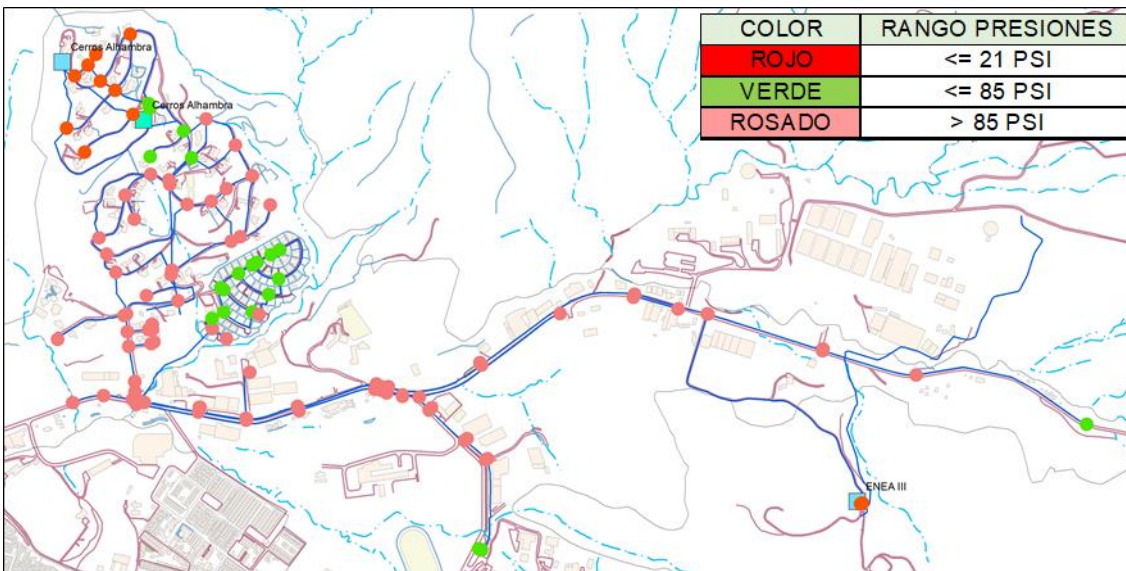 COLOR RANGO PRESIONES
ROJO <= 21 PSI
VERDE <= 85 PSI
ROSADO > 85 PSI
Cerros Alhambra
Cerros Alhambra
ENEA III